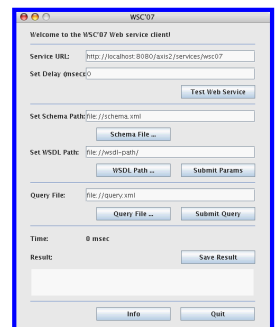 WSC'07
Welcome to the WSC'07 Web service client!
Service URL: http://localhost:8080/axis2/services/wsc07
Set Delay (msec): 0
Test Web Service
Set Schema Path: file://schema.xml
Schema File ...
Set WSDL Path: file://wsdl-path/
WSDL Path ... Submit Params
Query File: file://query.xml
Query File ... Submit Query
Time: 0 msec
Result: Save Result
Info Quit